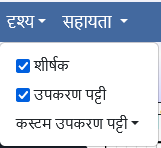 दृश्य सहायता
शीर्षक
उपकरण पट्टी
कस्टम उपकरण पट्टी